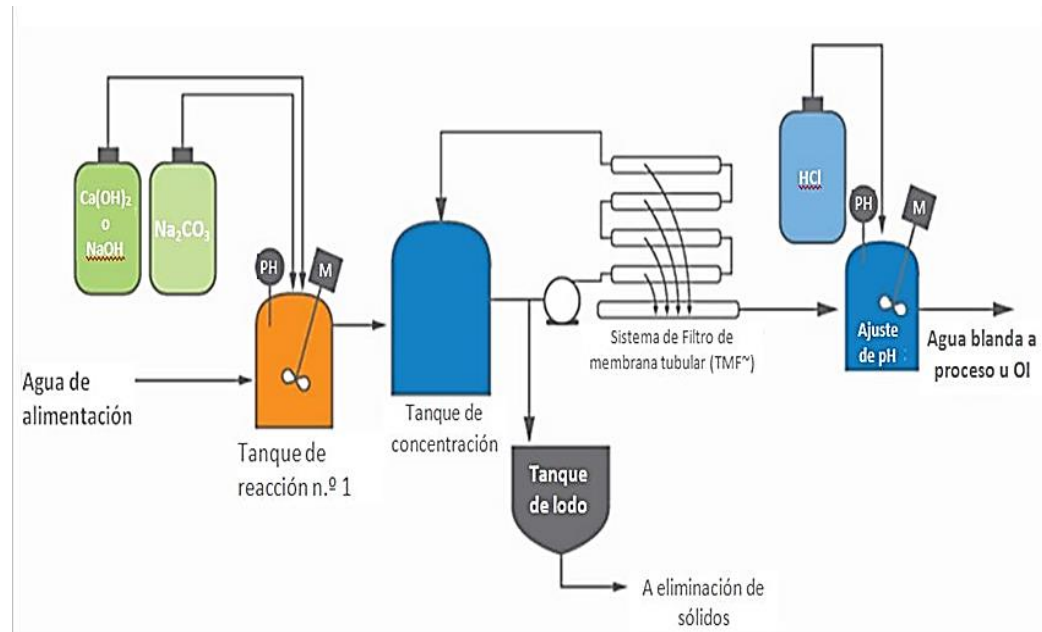 Ca(OH)₂
o
NaOH
Na₂CO₃
PH
M
Agua de
alimentación
Tanque de
reacción n.º 1
Tanque de
concentración
Tanque
de lodo
A eliminación de
sólidos
Sistema de Filtro de
membrana tubular (TMF~)
HCl
PH
M
Ajuste
de pH
Agua blanda a
proceso u OI